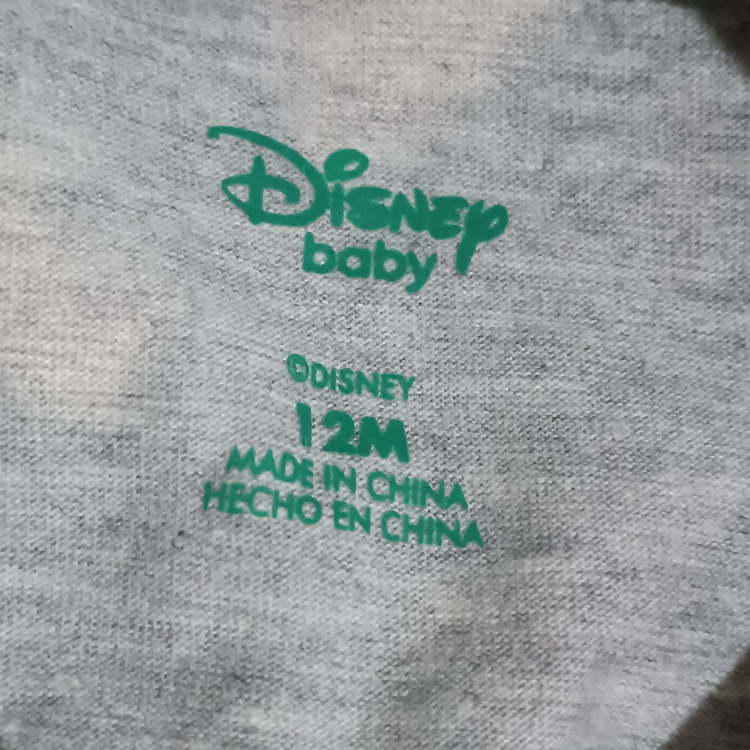 Disney
baby
©DISNEY
12M
MADE IN CHINA
HECHO EN CHINA